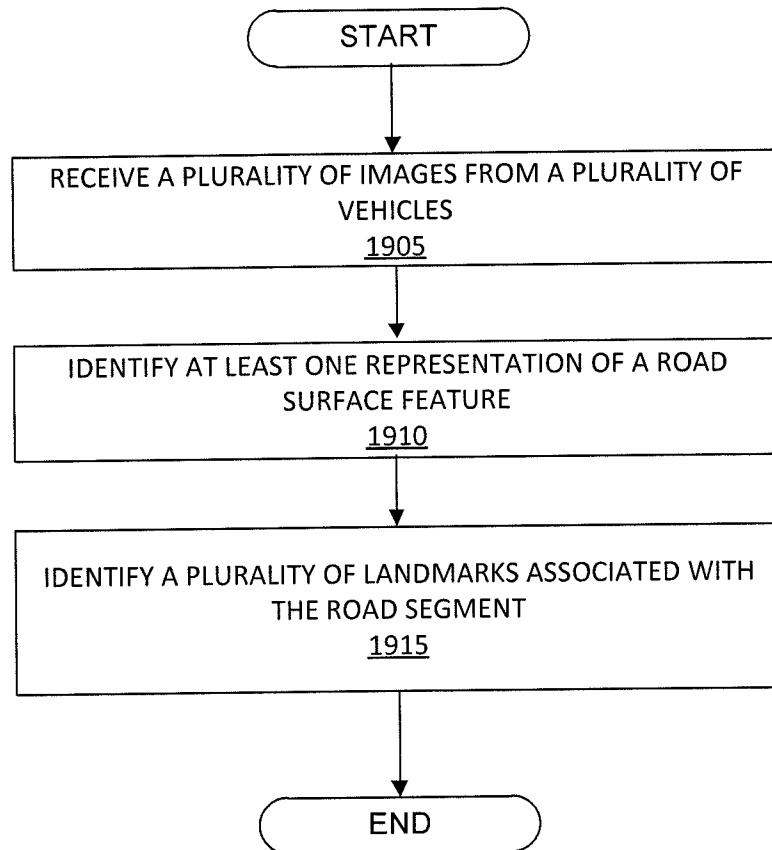 START
RECEIVE A PLURALITY OF IMAGES FROM A PLURALITY OF
VEHICLES
1905
IDENTIFY AT LEAST ONE REPRESENTATION OF A ROAD
SURFACE FEATURE
1910
IDENTIFY A PLURALITY OF LANDMARKS ASSOCIATED WITH
THE ROAD SEGMENT
1915
END